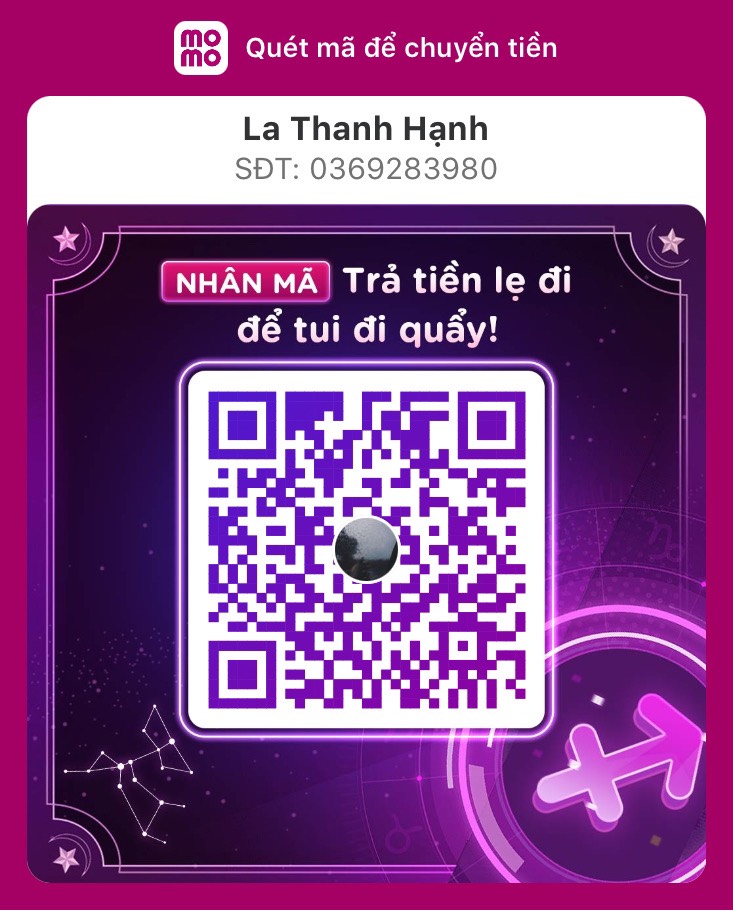 mo
mo
Quét mã để chuyển tiền
La Thanh Hạnh
SĐT: 0369283980
NHÂN MÃ Trả tiền lẹ đi
để tui đi quẩy!